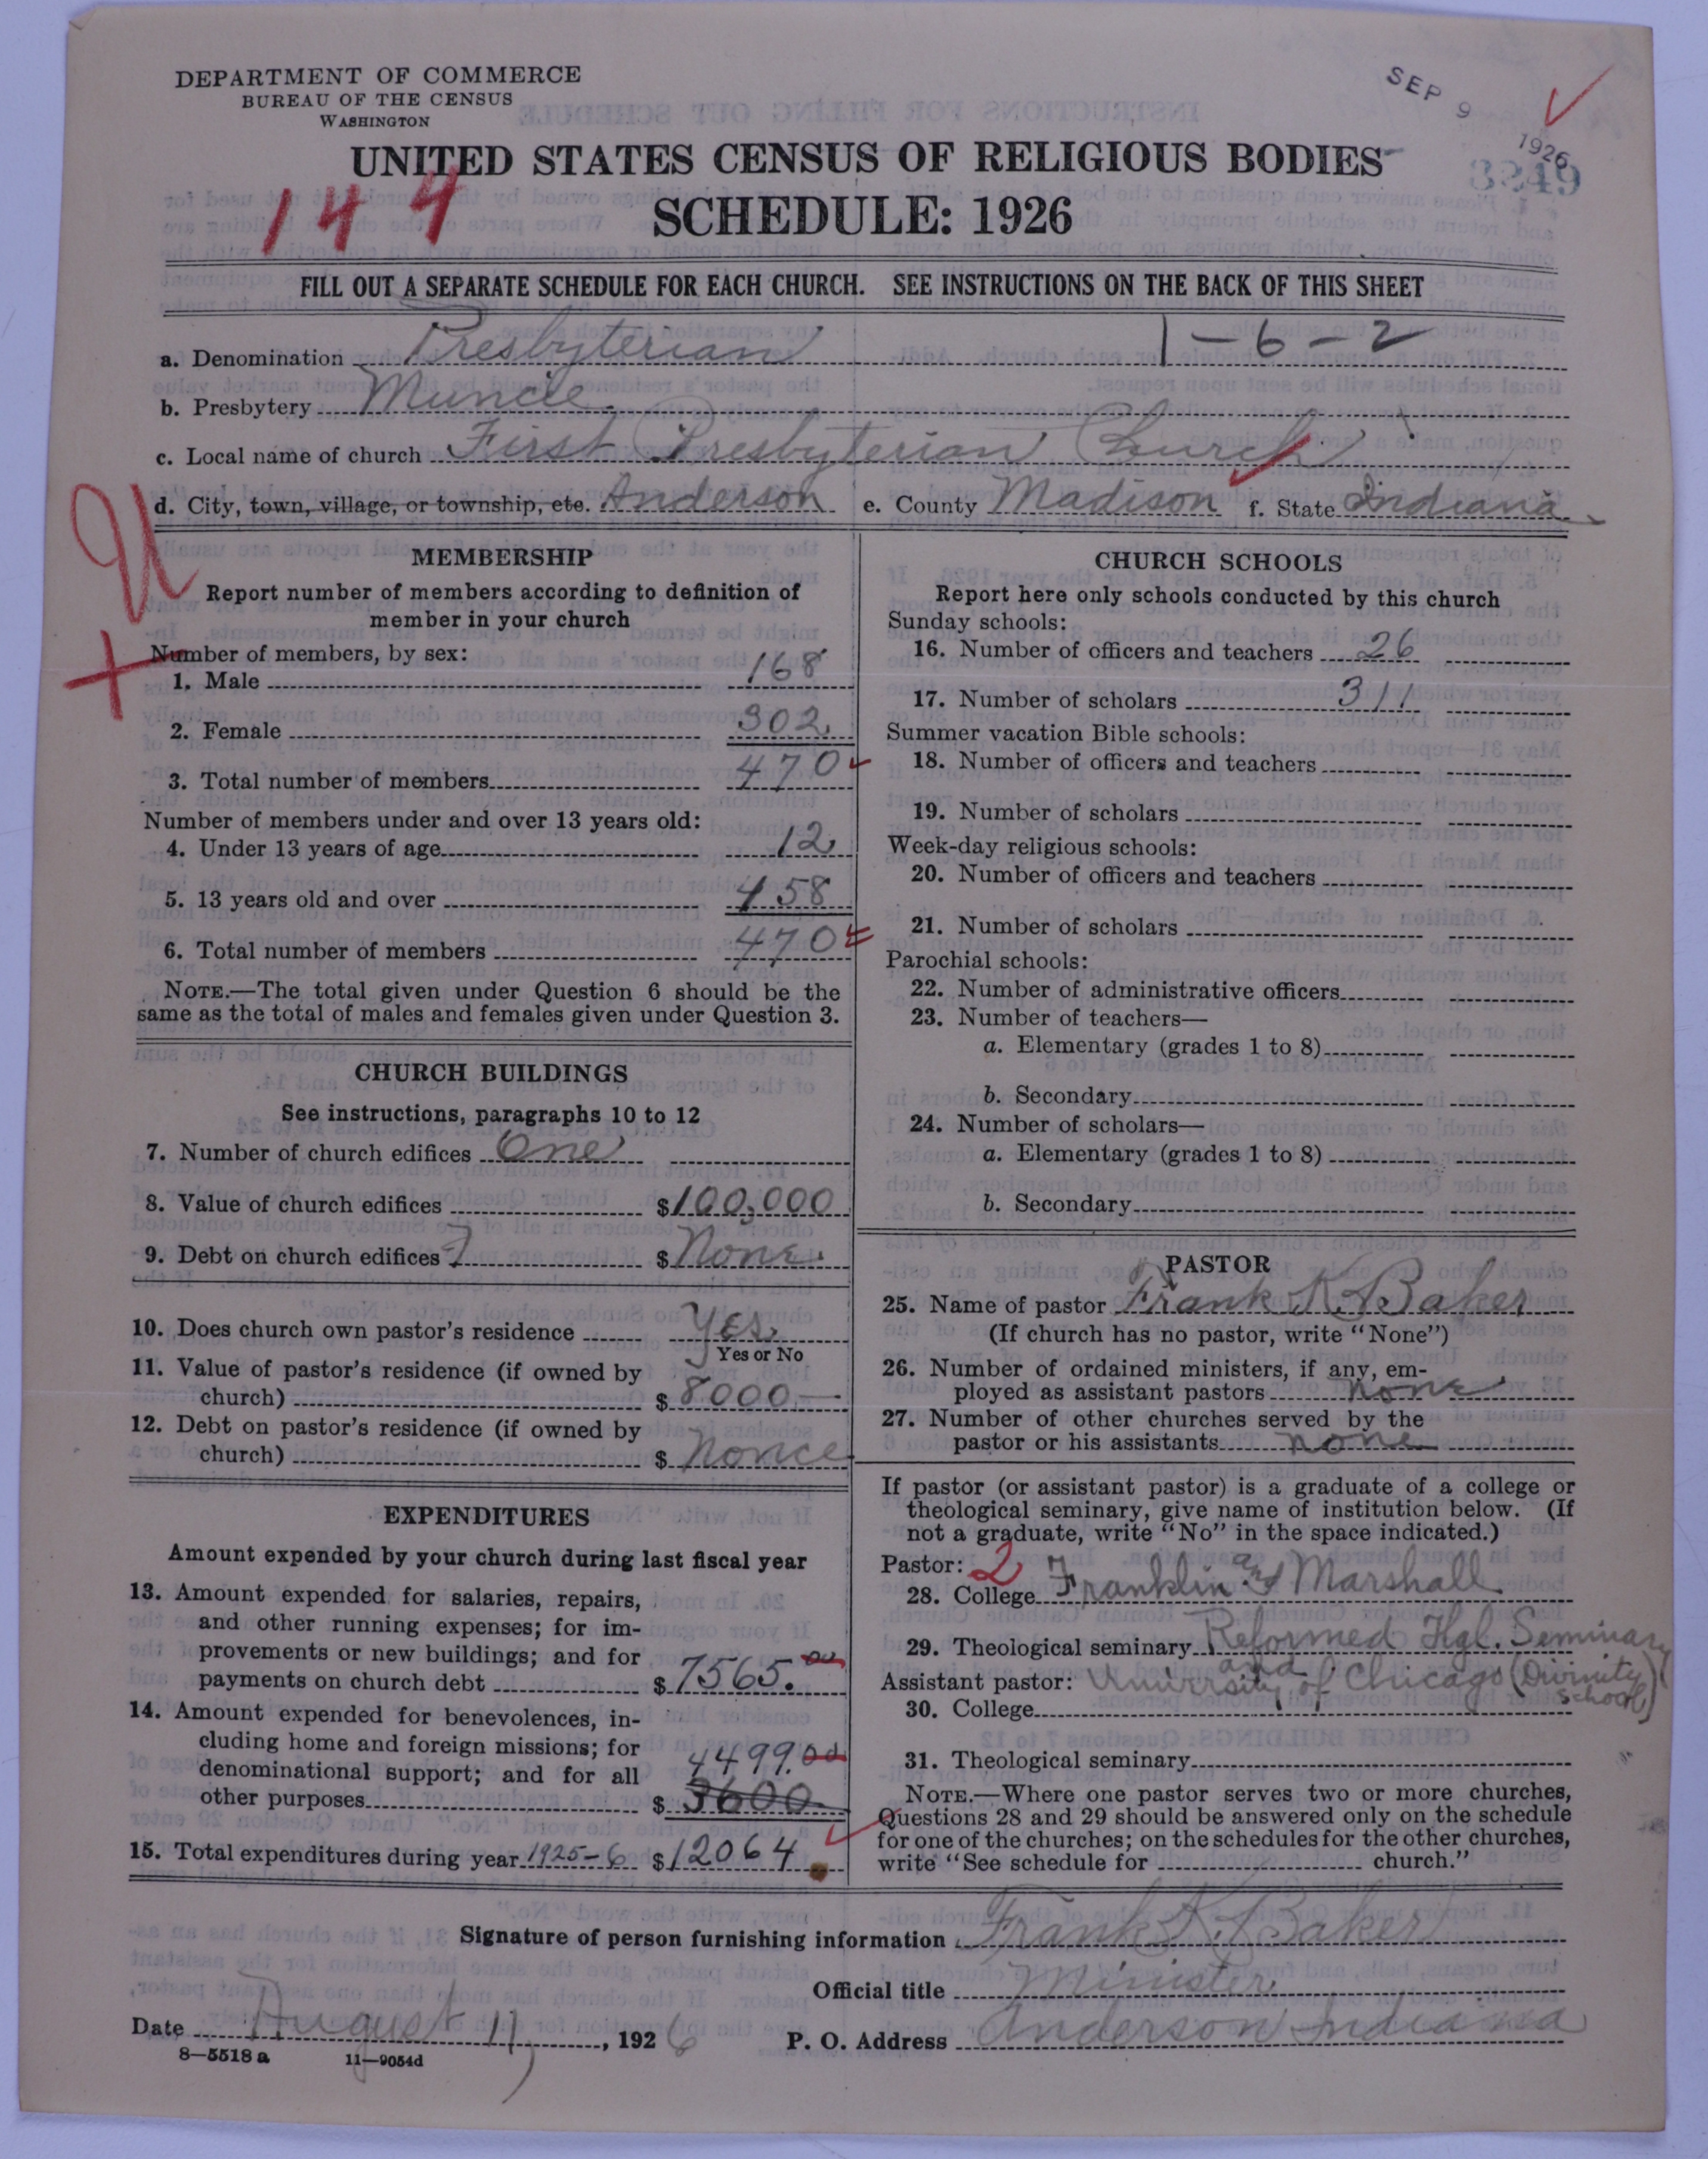 DEPARTMENT OF COMMERCE
BUREAU OF THE CENSUS
WASHINGTON
SEP 9 1926
3249
UNITED STATES CENSUS OF RELIGIOUS BODIES
144
SCHEDULE: 1926
FILL OUT A SEPARATE SCHEDULE FOR EACH CHURCH. SEE INSTRUCTIONS ON THE BACK OF THIS SHEET
a. Denomination Presbyterian 1-6-2
b. Presbytery Muncie
c. Local name of church First Presbyterian Church
d. City, town, village, or township, etc. Anderson e. County Madison f. State Indiana
U
MEMBERSHIP
Report number of members according to definition of
member in your church
Number of members, by sex:
1. Male 168
2. Female 302
3. Total number of members 470
Number of members under and over 13 years old:
4. Under 13 years of age 12
5. 13 years old and over 458
6. Total number of members 470
NOTE.—The total given under Question 6 should be the
same as the total of males and females given under Question 3.
CHURCH BUILDINGS
See instructions, paragraphs 10 to 12
7. Number of church edifices One
8. Value of church edifices $100,000
9. Debt on church edifices $ None
10. Does church own pastor's residence Yes
Yes or No
11. Value of pastor's residence (if owned by
church) $ 8000—
12. Debt on pastor's residence (if owned by
church) $ Nonce
EXPENDITURES
Amount expended by your church during last fiscal year
13. Amount expended for salaries, repairs,
and other running expenses; for im-
provements or new buildings; and for
payments on church debt $ 7565.00
14. Amount expended for benevolences, in-
cluding home and foreign missions; for
denominational support; and for all 4499.00
other purposes $ 3600
15. Total expenditures during year 1925-6 $12064
CHURCH SCHOOLS
Report here only schools conducted by this church
Sunday schools:
16. Number of officers and teachers 26
17. Number of scholars 311
Summer vacation Bible schools:
18. Number of officers and teachers
19. Number of scholars
Week-day religious schools:
20. Number of officers and teachers
21. Number of scholars
Parochial schools:
22. Number of administrative officers
23. Number of teachers—
a. Elementary (grades 1 to 8)
b. Secondary
24. Number of scholars—
a. Elementary (grades 1 to 8)
b. Secondary
PASTOR
25. Name of pastor Frank K. Baker
(If church has no pastor, write "None")
26. Number of ordained ministers, if any, em-
ployed as assistant pastors none
27. Number of other churches served by the
pastor or his assistants none
If pastor (or assistant pastor) is a graduate of a college or
theological seminary, give name of institution below. (If
not a graduate, write "No" in the space indicated.)
Pastor: 2
28. College Franklin and Marshall
29. Theological seminary Reformed Thgl. Seminary
and
Assistant pastor: University of Chicago (Divinity School)
30. College
31. Theological seminary
NOTE.—Where one pastor serves two or more churches,
Questions 28 and 29 should be answered only on the schedule
for one of the churches; on the schedules for the other churches,
write "See schedule for church."
Signature of person furnishing information Frank K. Baker
Official title Minister
Date August 11, 1926 P. O. Address Anderson Indiana
8—5518 a 11—9054d